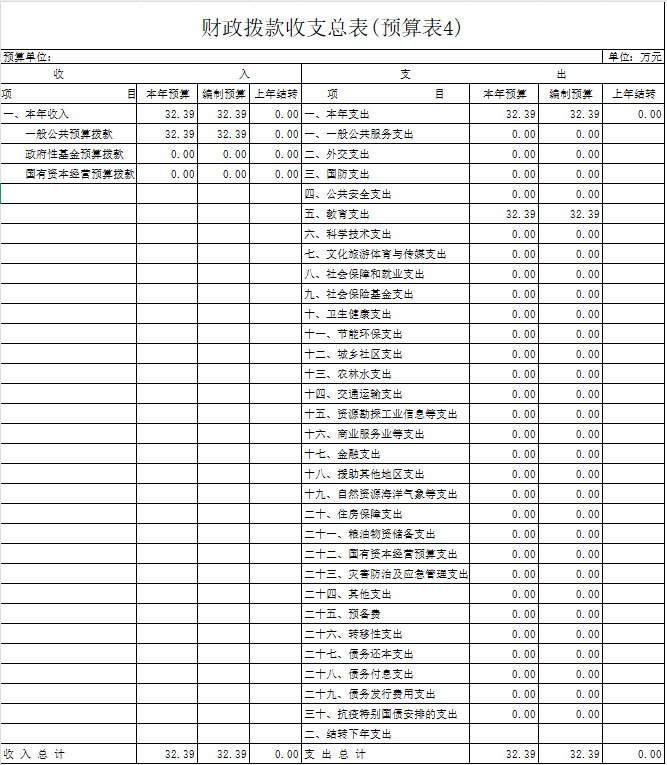 财政拨款收支总表(预算表4)
预算单位: 单位: 万元
收 入 支 出
项 目 本年预算 编制预算 上年结转 项 目 本年预算 编制预算 上年结转
一、本年收入 32.39 32.39 0.00 一、本年支出 32.39 32.39 0.00
一般公共预算拨款 32.39 32.39 0.00 一、一般公共服务支出 0.00 0.00
政府性基金预算拨款 0.00 0.00 0.00 二、外交支出 0.00 0.00
国有资本经营预算拨款 0.00 0.00 0.00 三、国防支出 0.00 0.00
四、公共安全支出 0.00 0.00
五、教育支出 32.39 32.39
六、科学技术支出 0.00 0.00
七、文化旅游体育与传媒支出 0.00 0.00
八、社会保障和就业支出 0.00 0.00
九、社会保险基金支出 0.00 0.00
十、卫生健康支出 0.00 0.00
十一、节能环保支出 0.00 0.00
十二、城乡社区支出 0.00 0.00
十三、农林水支出 0.00 0.00
十四、交通运输支出 0.00 0.00
十五、资源勘探工业信息等支出 0.00 0.00
十六、商业服务业等支出 0.00 0.00
十七、金融支出 0.00 0.00
十八、援助其他地区支出 0.00 0.00
十九、自然资源海洋气象等支出 0.00 0.00
二十、住房保障支出 0.00 0.00
二十一、粮油物资储备支出 0.00 0.00
二十二、国有资本经营预算支出 0.00 0.00
二十三、灾害防治及应急管理支出 0.00 0.00
二十四、其他支出 0.00 0.00
二十五、预备费 0.00 0.00
二十六、转移性支出 0.00 0.00
二十七、债务还本支出 0.00 0.00
二十八、债务付息支出 0.00 0.00
二十九、债务发行费用支出 0.00 0.00
三十、抗疫特别国债安排的支出 0.00 0.00
二、结转下年支出
收 入 总 计 32.39 32.39 0.00 支 出 总 计 32.39 32.39 0.00